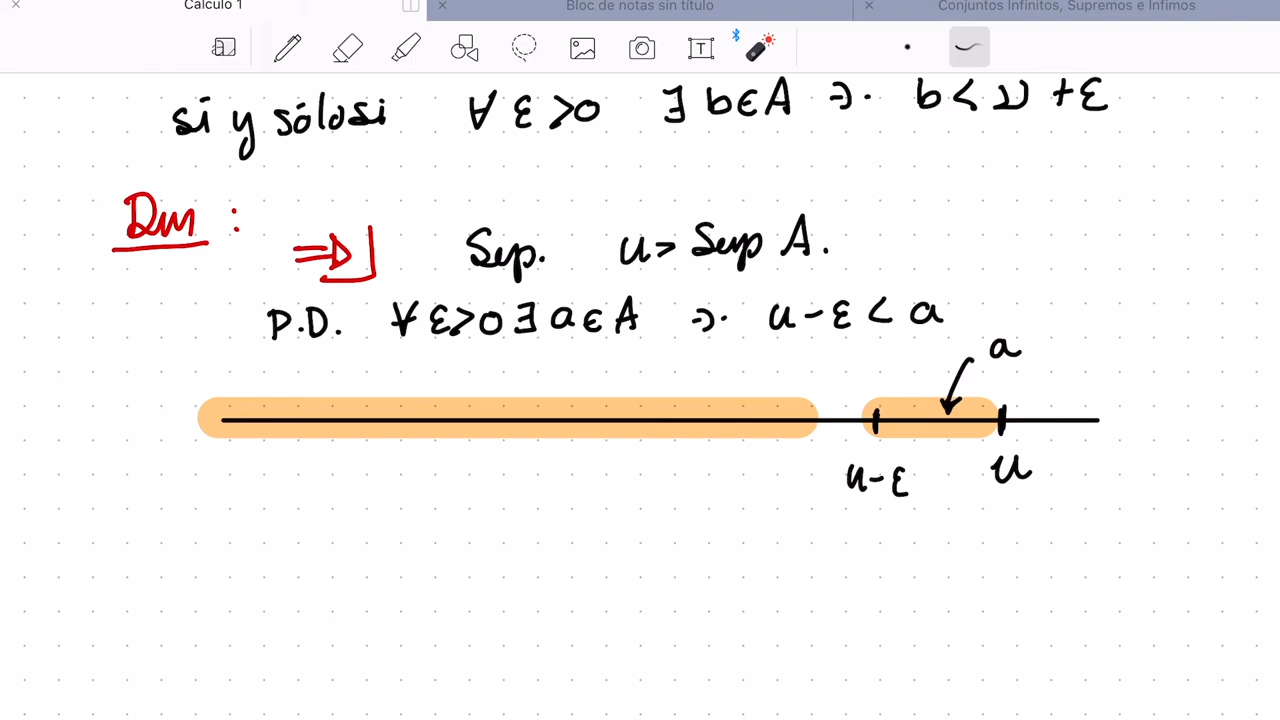 Calculo 1
Bloc de notas sin título
Conjuntos Infinitos, Supremos e Infimos
si y sólo si ∀ ε>0 ∃ b∈A ∋. b < v + ε
Dm :
⇒] Sup. u = Sup A.
P.D. ∀ ε>0 ∃ a∈A ∋. u-ε < a
a
u-ε u